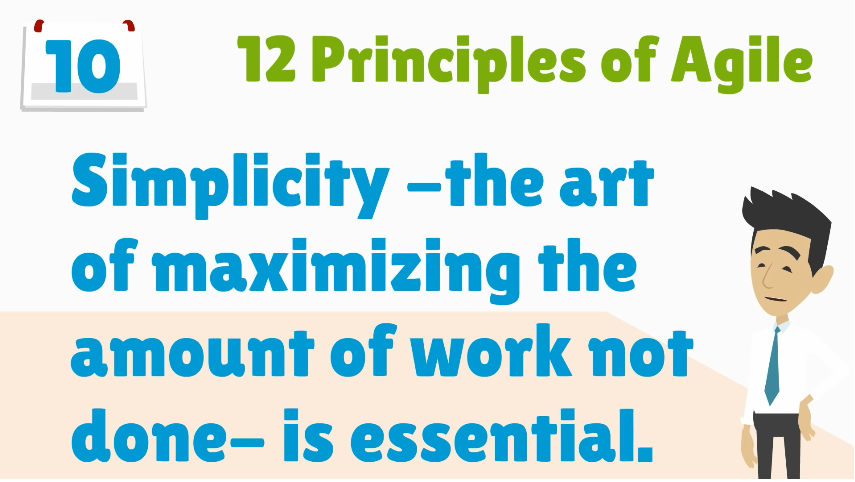 10
12 Principles of Agile
Simplicity –the art
of maximizing the
amount of work not
done– is essential.